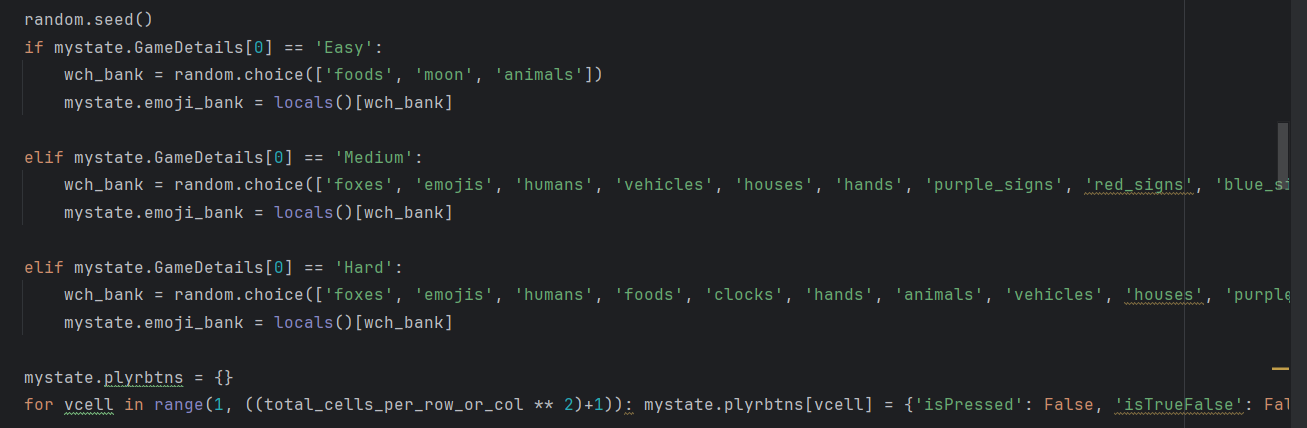 random.seed()
if mystate.GameDetails[0] == 'Easy':
    wch_bank = random.choice(['foods', 'moon', 'animals'])
    mystate.emoji_bank = locals()[wch_bank]
elif mystate.GameDetails[0] == 'Medium':
    wch_bank = random.choice(['foxes', 'emojis', 'humans', 'vehicles', 'houses', 'hands', 'purple_signs', 'red_signs', 'blue_si
    mystate.emoji_bank = locals()[wch_bank]
elif mystate.GameDetails[0] == 'Hard':
    wch_bank = random.choice(['foxes', 'emojis', 'humans', 'foods', 'clocks', 'hands', 'animals', 'vehicles', 'houses', 'purple
    mystate.emoji_bank = locals()[wch_bank]
mystate.plyrbtns = {}
for vcell in range(1, ((total_cells_per_row_or_col ** 2)+1)): mystate.plyrbtns[vcell] = {'isPressed': False, 'isTrueFalse': Fal